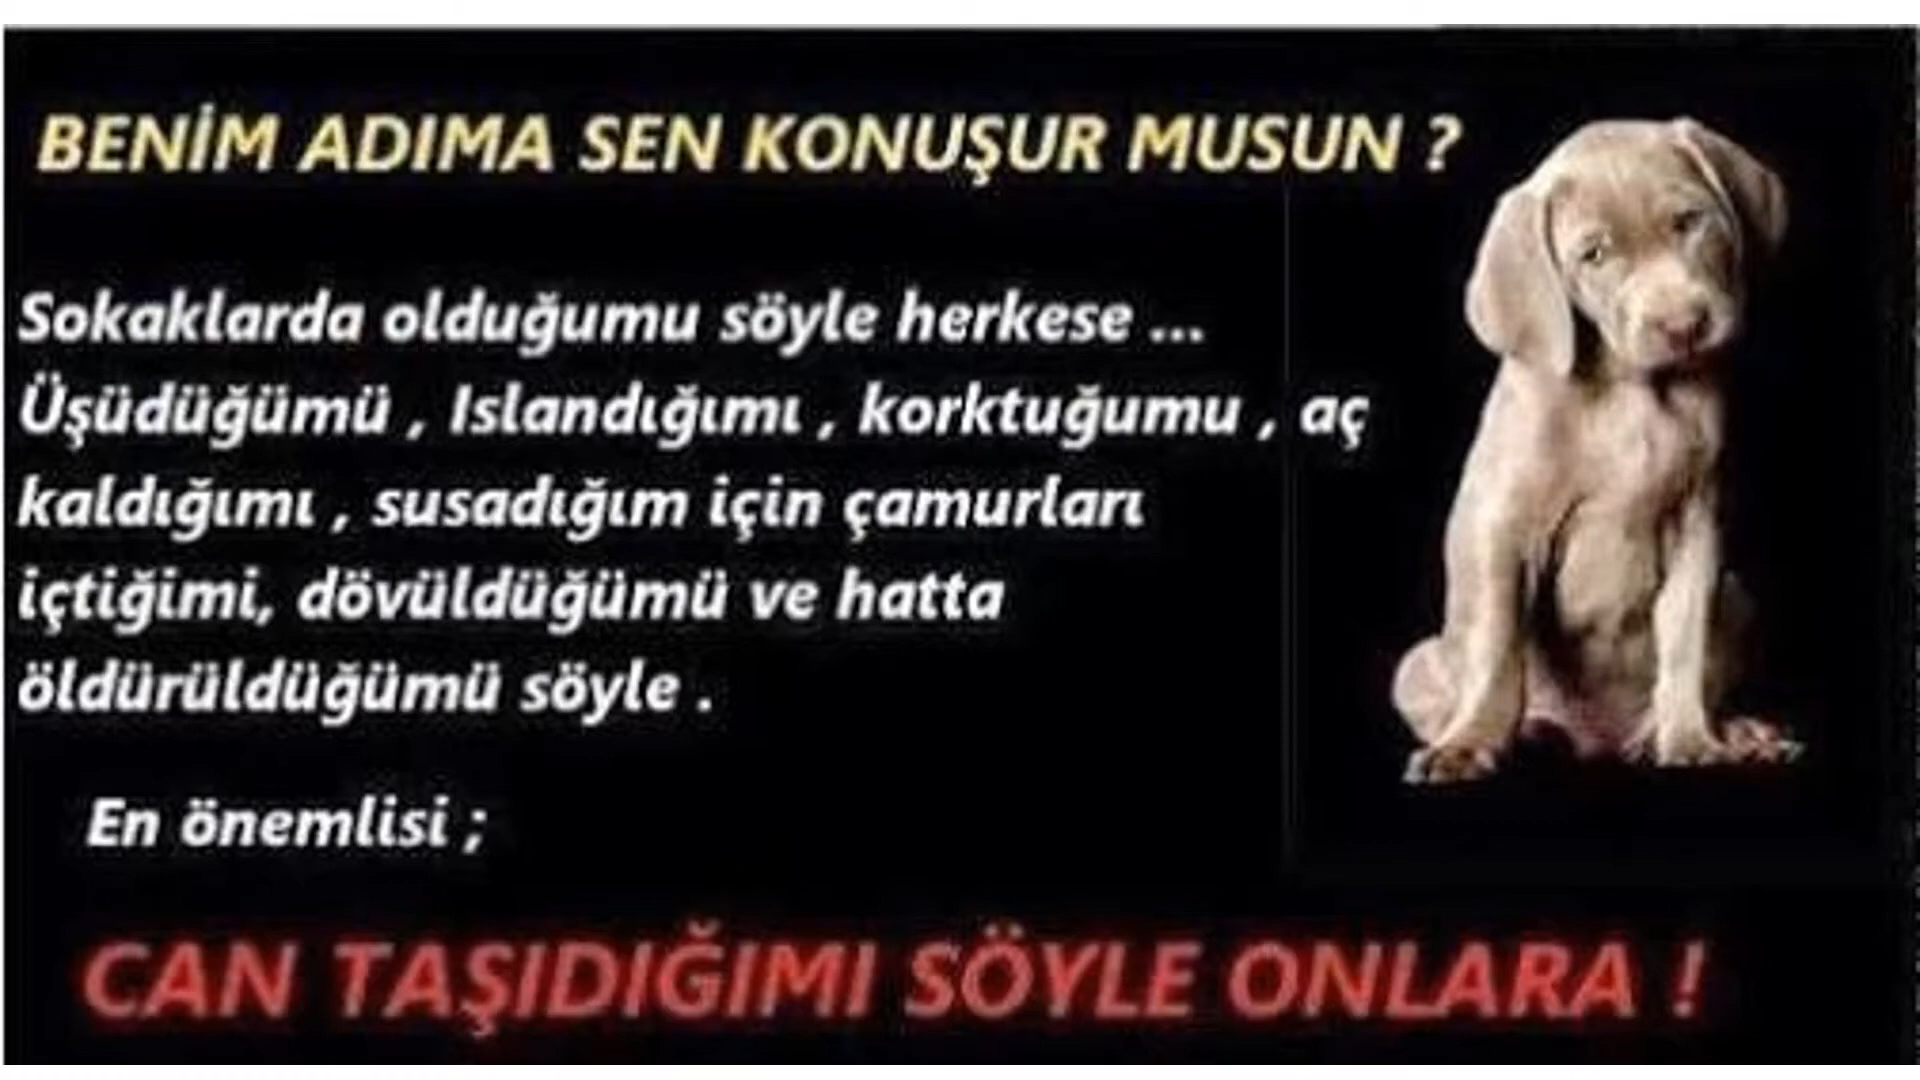 BENİM ADIMA SEN KONUŞUR MUSUN ?
Sokaklarda olduğumu söyle herkese ...
Üşüdüğümü , Islandığımı , korktuğumu , aç
kaldığımı , susadığım için çamurları
içtiğimi, dövüldüğümü ve hatta
öldürüldüğümü söyle .
En önemlisi ;
CAN TAŞIDIĞIMI SÖYLE ONLARA !